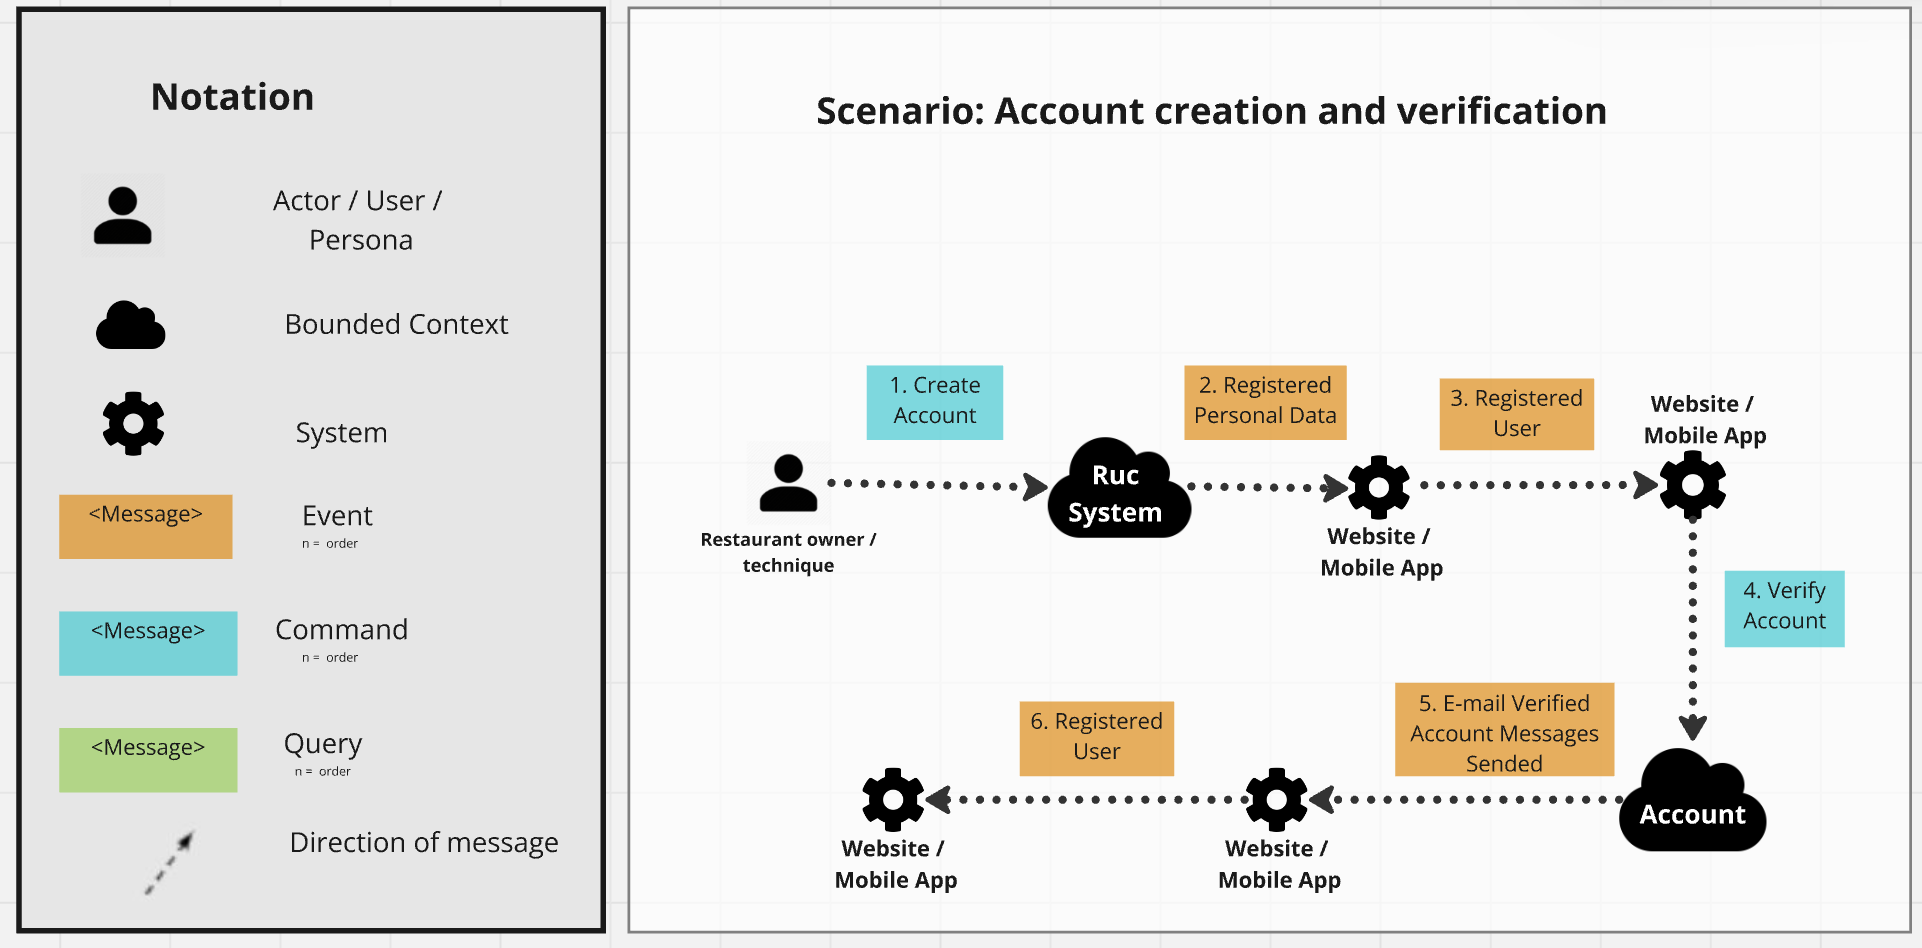 Notation
Actor / User /
Persona
Bounded Context
System
<Message>
Event
n = order
<Message>
Command
n = order
<Message>
Query
n = order
Direction of message
Scenario: Account creation and verification
1. Create
Account
2. Registered
Personal Data
3. Registered
User
Website /
Mobile App
Ruc
System
Restaurant owner /
technique
Website /
Mobile App
4. Verify
Account
5. E-mail Verified
Account Messages
Sended
6. Registered
User
Account
Website /
Mobile App
Website /
Mobile App